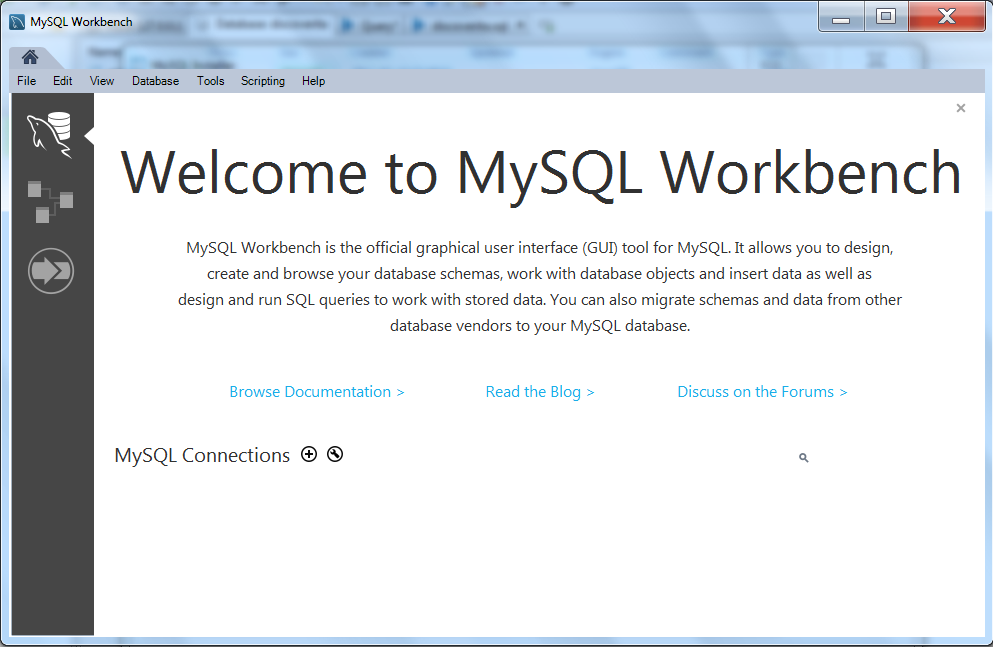 MySQL Workbench
File Edit View Database Tools Scripting Help
Welcome to MySQL Workbench
MySQL Workbench is the official graphical user interface (GUI) tool for MySQL. It allows you to design,
create and browse your database schemas, work with database objects and insert data as well as
design and run SQL queries to work with stored data. You can also migrate schemas and data from other
database vendors to your MySQL database.
Browse Documentation > Read the Blog > Discuss on the Forums >
MySQL Connections